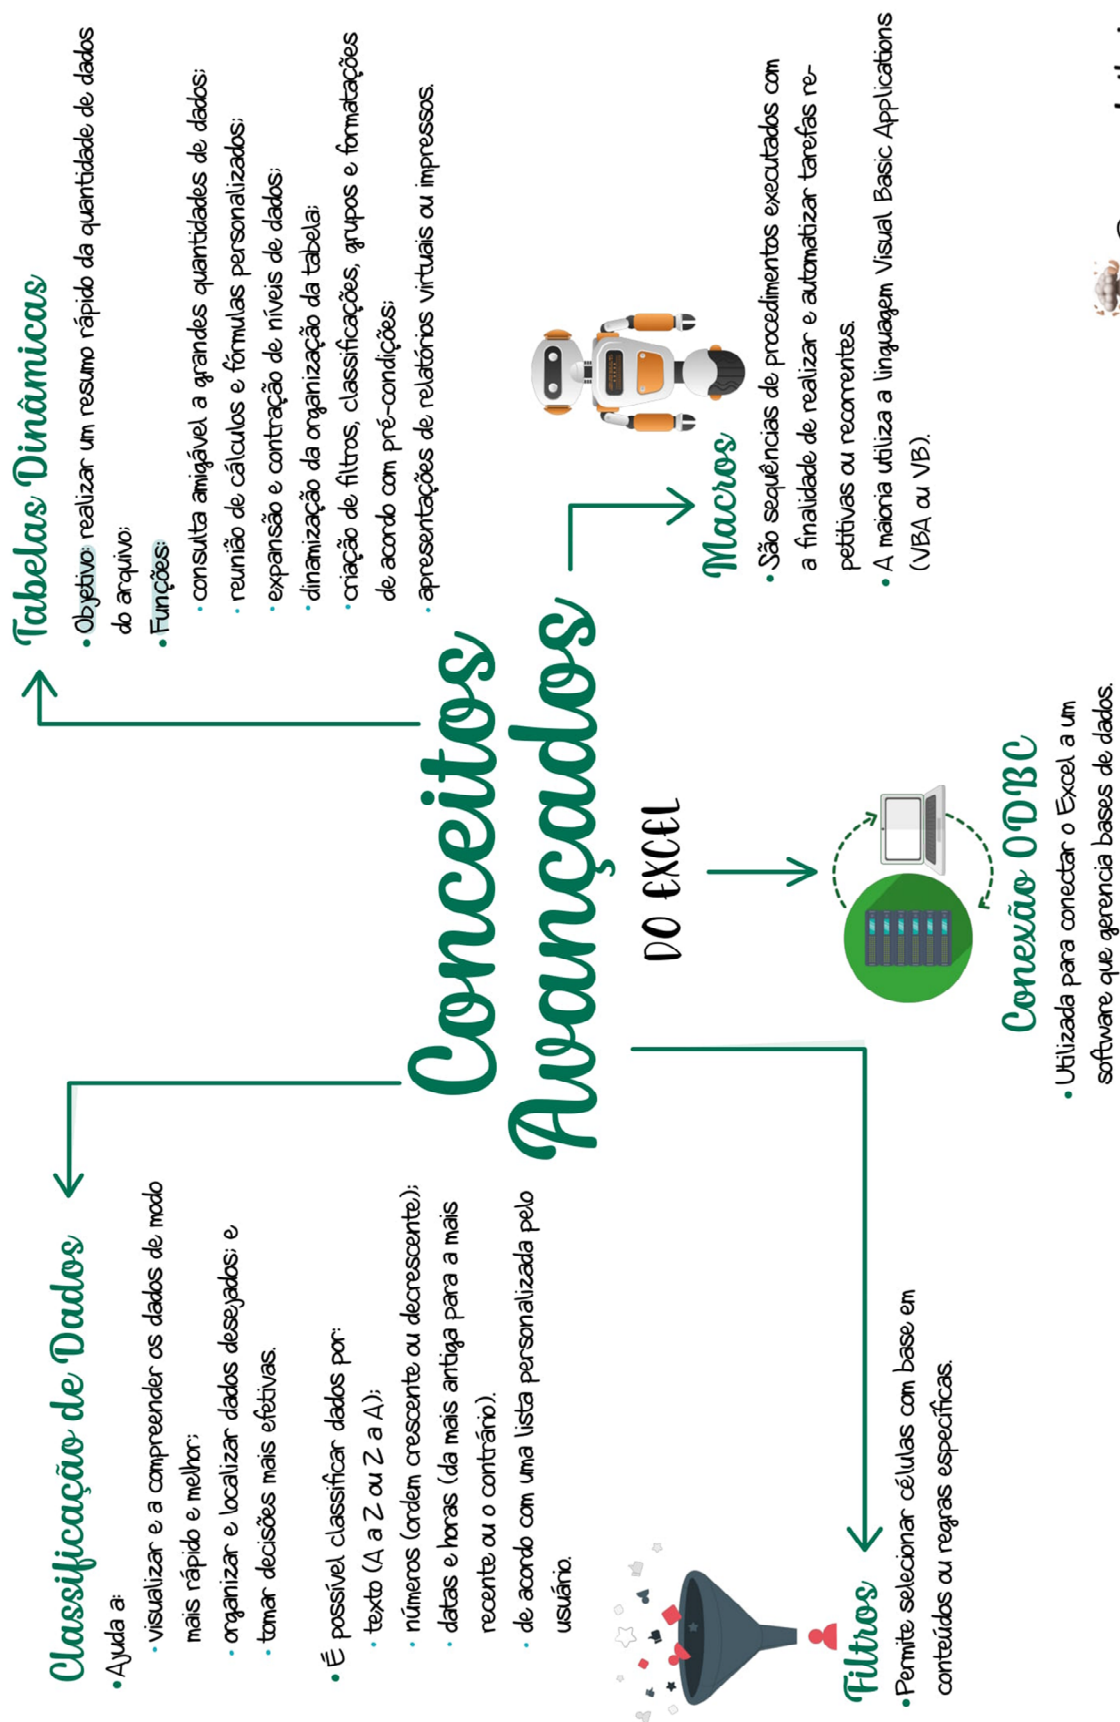 Conceitos
Avançados
DO EXCEL
Classificação de Dados
• Ajuda a:
· visualizar e a compreender os dados de modo
mais rápido e melhor;
· organizar e localizar dados desejados; e
· tomar decisões mais efetivas.
• É possível classificar dados por:
· texto (A a Z ou Z a A);
· números (ordem crescente ou decrescente);
· datas e horas (da mais antiga para a mais
recente ou o contrário).
· de acordo com uma lista personalizada pelo
usuário.
Tabelas Dinâmicas
• Objetivo: realizar um resumo rápido da quantidade de dados
do arquivo;
• Funções:
· consulta amigável a grandes quantidades de dados;
· reunião de cálculos e fórmulas personalizados;
· expansão e contração de níveis de dados;
· dinamização da organização da tabela;
· criação de filtros, classificações, grupos e formatações
de acordo com pré-condições;
· apresentações de relatórios virtuais ou impressos.
Filtros
• Permite selecionar células com base em
conteúdos ou regras específicas.
Conexão ODBC
• Utilizada para conectar o Excel a um
software que gerencia bases de dados.
Macros
• São sequências de procedimentos executados com
a finalidade de realizar e automatizar tarefas re-
petitivas ou recorrentes.
• A maioria utiliza a linguagem Visual Basic Applications
(VBA ou VB).